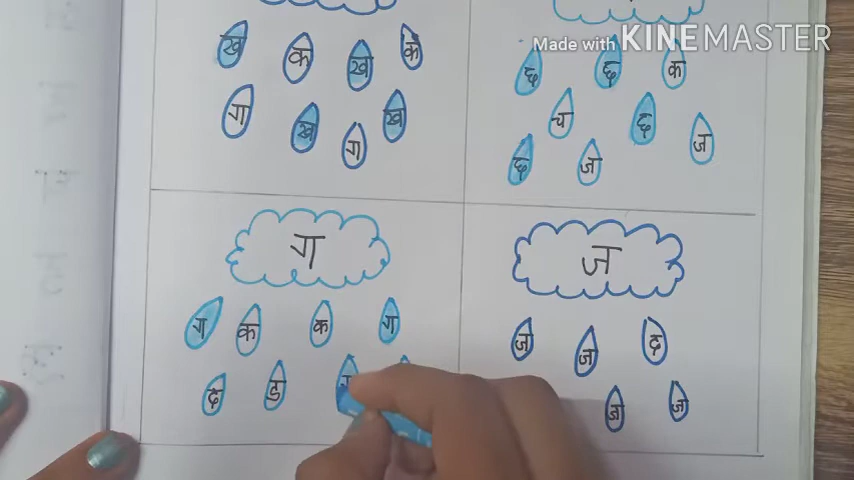 Made with KINEMASTER
ख क ख क
ग ख ग ख
छ छ क
च छ ज
छ ज
ग
ग क क ग
द ड
ज
ज ज द
ज ज